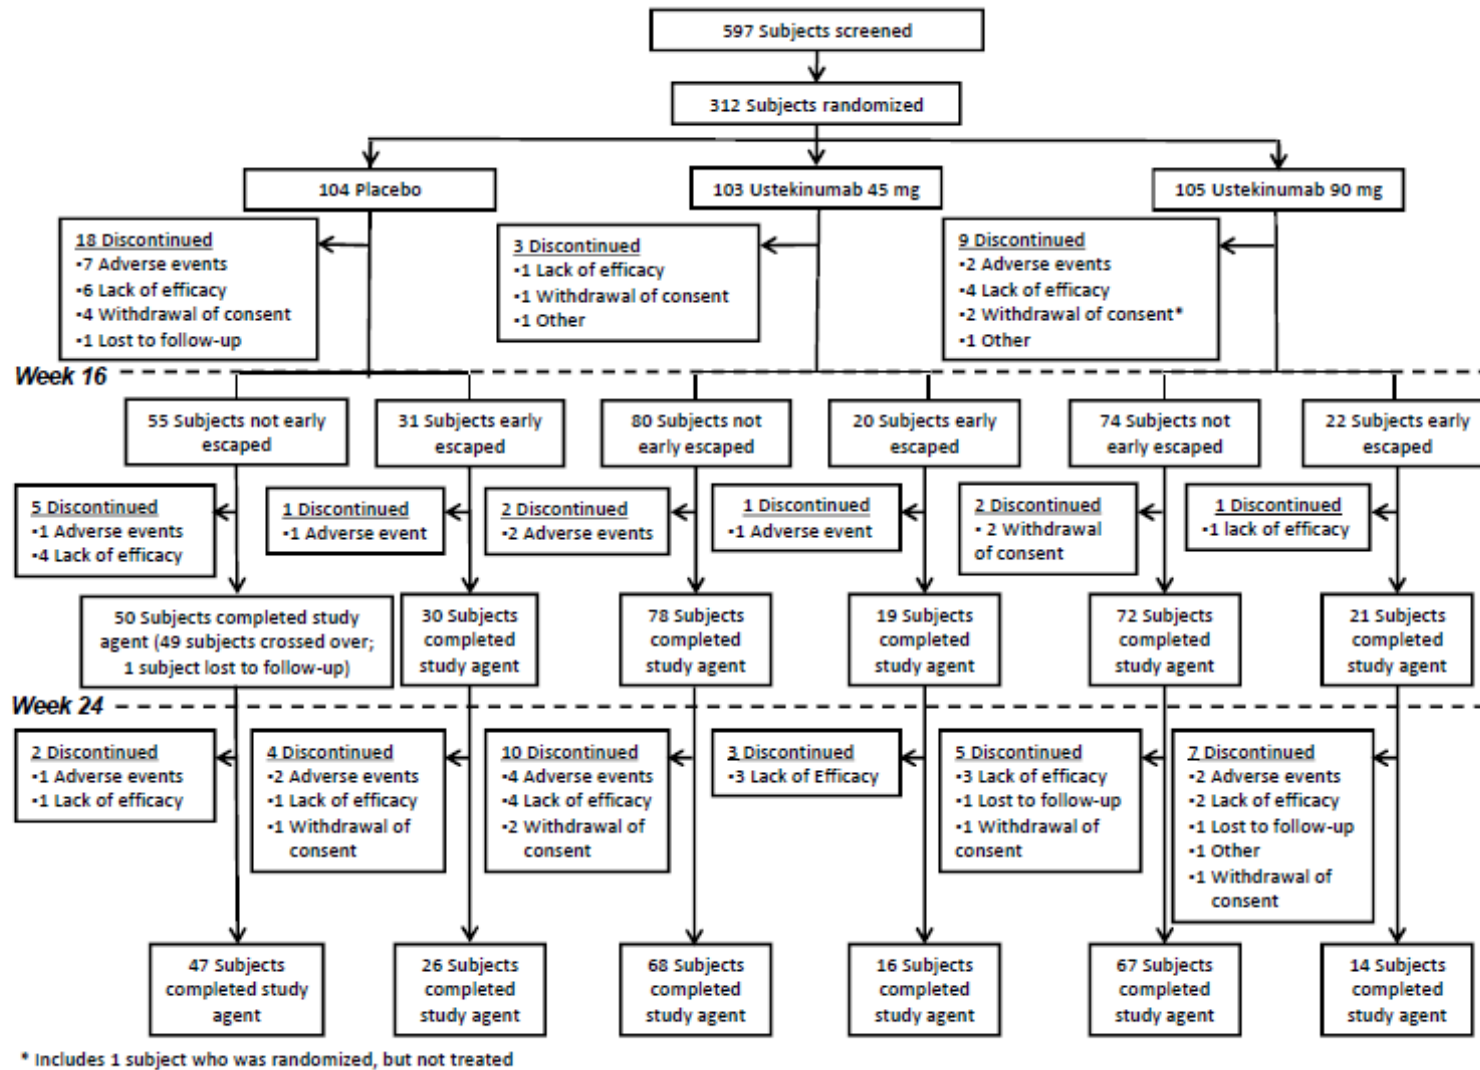 597 Subjects screened
312 Subjects randomized
104 Placebo
103 Ustekinumab 45 mg
105 Ustekinumab 90 mg
18 Discontinued
•7 Adverse events
•6 Lack of efficacy
•4 Withdrawal of consent
•1 Lost to follow-up
3 Discontinued
•1 Lack of efficacy
•1 Withdrawal of consent
•1 Other
9 Discontinued
•2 Adverse events
•4 Lack of efficacy
•2 Withdrawal of consent*
•1 Other
Week 16
55 Subjects not early
escaped
31 Subjects early
escaped
80 Subjects not
early escaped
20 Subjects early
escaped
74 Subjects not
early escaped
22 Subjects early
escaped
5 Discontinued
•1 Adverse events
•4 Lack of efficacy
1 Discontinued
•1 Adverse event
2 Discontinued
•2 Adverse events
1 Discontinued
•1 Adverse event
2 Discontinued
• 2 Withdrawal
of consent
1 Discontinued
•1 lack of efficacy
50 Subjects completed study
agent (49 subjects crossed over;
1 subject lost to follow-up)
30 Subjects
completed
study agent
78 Subjects
completed
study agent
19 Subjects
completed
study agent
72 Subjects
completed
study agent
21 Subjects
completed
study agent
Week 24
2 Discontinued
•1 Adverse events
•1 Lack of efficacy
4 Discontinued
•2 Adverse events
•1 Lack of efficacy
•1 Withdrawal of
consent
10 Discontinued
•4 Adverse events
•4 Lack of efficacy
•2 Withdrawal of
consent
3 Discontinued
•3 Lack of Efficacy
5 Discontinued
•3 Lack of efficacy
•1 Lost to follow-up
•1 Withdrawal of
consent
7 Discontinued
•2 Adverse events
•2 Lack of efficacy
•1 Lost to follow-up
•1 Other
•1 Withdrawal of
consent
47 Subjects
completed study
agent
26 Subjects
completed
study agent
68 Subjects
completed
study agent
16 Subjects
completed
study agent
67 Subjects
completed
study agent
14 Subjects
completed
study agent
* Includes 1 subject who was randomized, but not treated